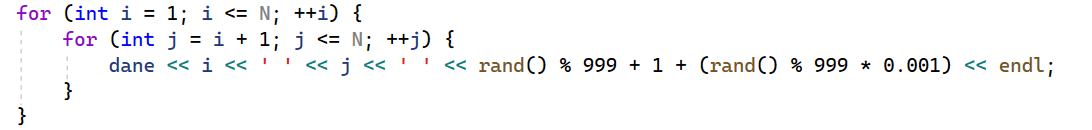 for (int i = 1; i <= N; ++i) {
    for (int j = i + 1; j <= N; ++j) {
        dane << i << ' ' << j << ' ' << rand() % 999 + 1 + (rand() % 999 * 0.001) << endl;
    }
}